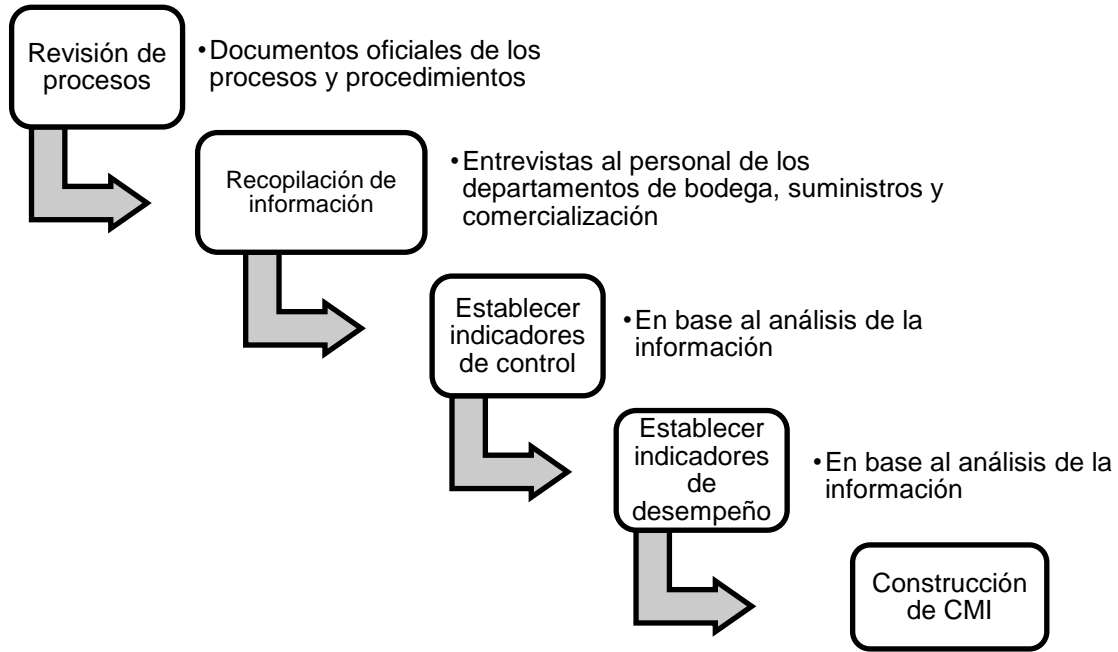 Revisión de
procesos
•Documentos oficiales de los
procesos y procedimientos
Recopilación de
información
•Entrevistas al personal de los
departamentos de bodega, suministros y
comercialización
Establecer
indicadores
de control
•En base al análisis de la
información
Establecer
indicadores
de
desempeño
•En base al análisis de la
información
Construcción
de CMI